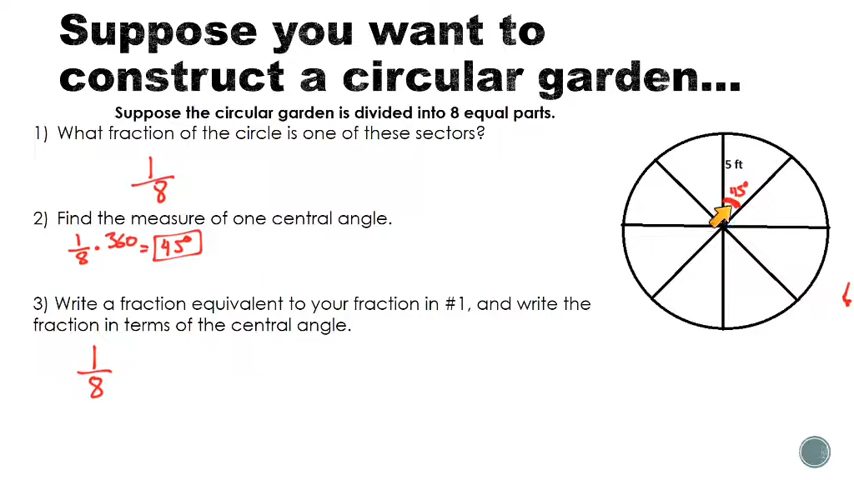 Suppose you want to
construct a circular garden...
Suppose the circular garden is divided into 8 equal parts.
1) What fraction of the circle is one of these sectors?
1/8
2) Find the measure of one central angle.
1/8 · 360 = 45°
3) Write a fraction equivalent to your fraction in #1, and write the
fraction in terms of the central angle.
1/8
5 ft
45°